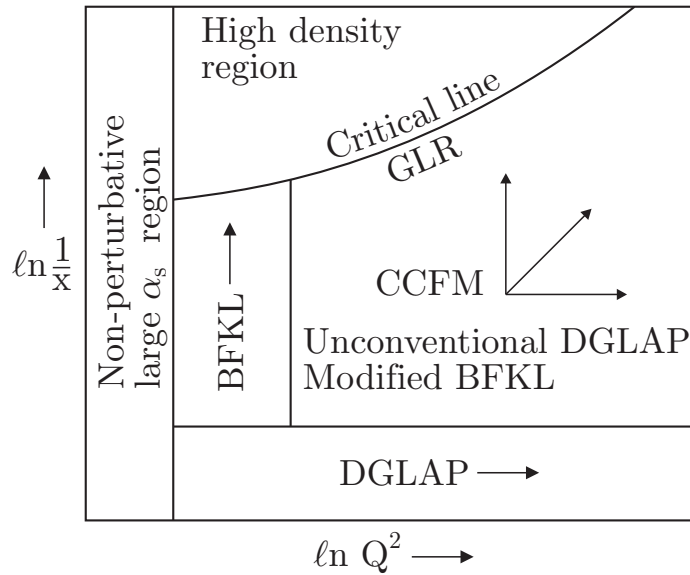 High density
region
Critical line
GLR
Non-perturbative
large αs region
ℓn 1/x
BFKL
CCFM
Unconventional DGLAP
Modified BFKL
DGLAP
ℓn Q²